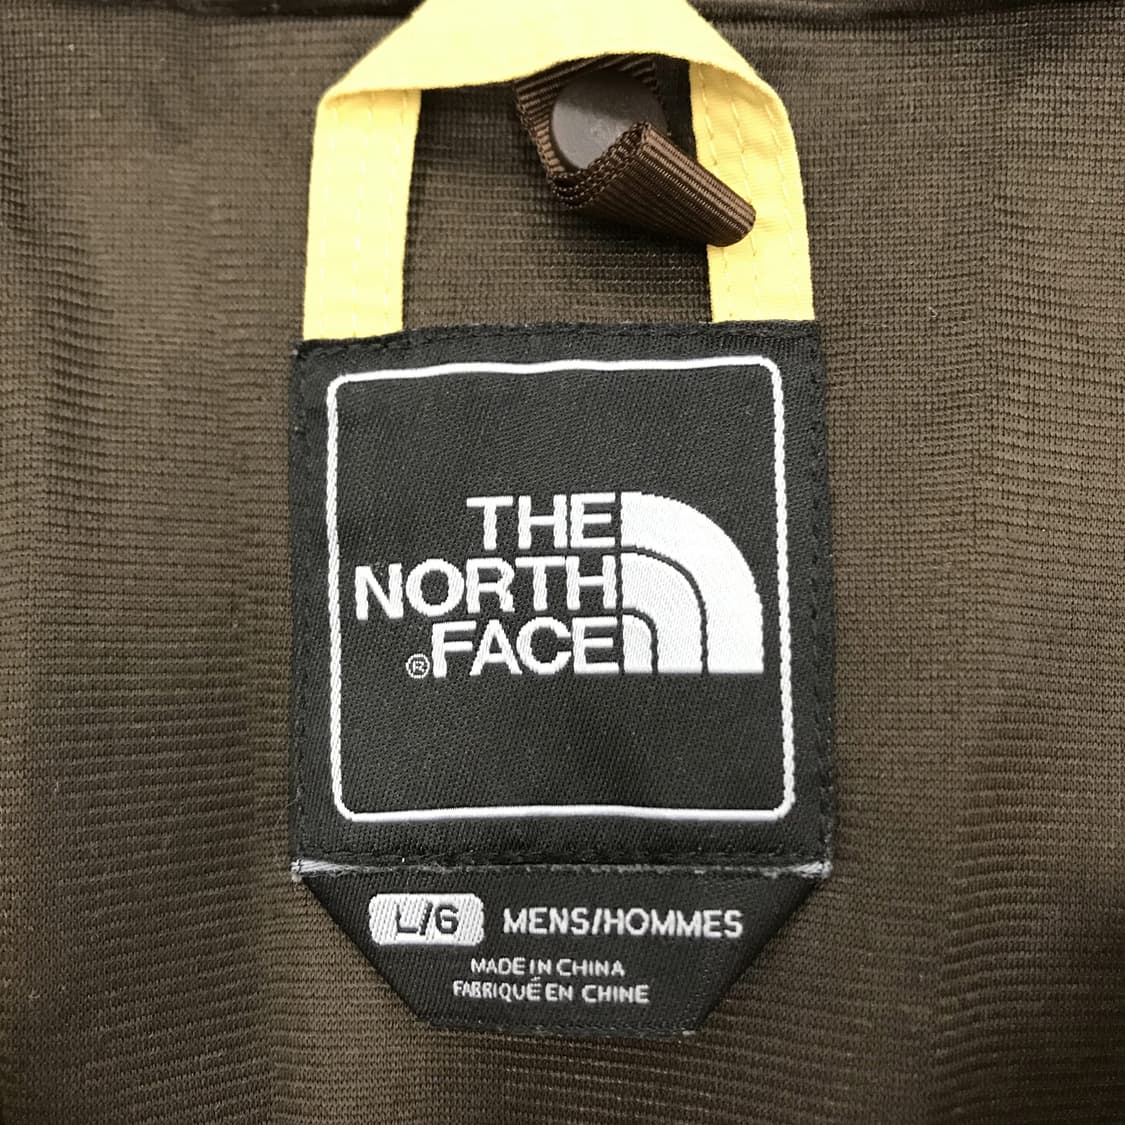 THE
NORTH
®FACE
L/G MENS/HOMMES
MADE IN CHINA
FABRIQUÉ EN CHINE